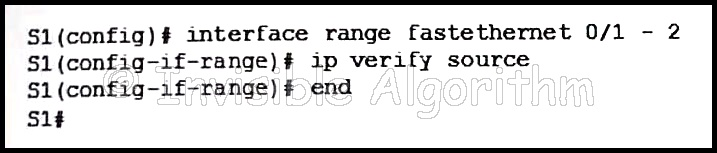 S1(config)# interface range fastethernet 0/1 - 2
S1(config-if-range)# ip verify source
S1(config-if-range)# end
S1#
© Invisible Algorithm